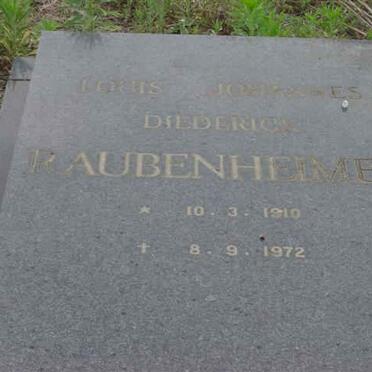 LOUIS JOHANNES
DIEDERICK
RAUBENHEIME
* 10.3.1910
† 8.9.1972